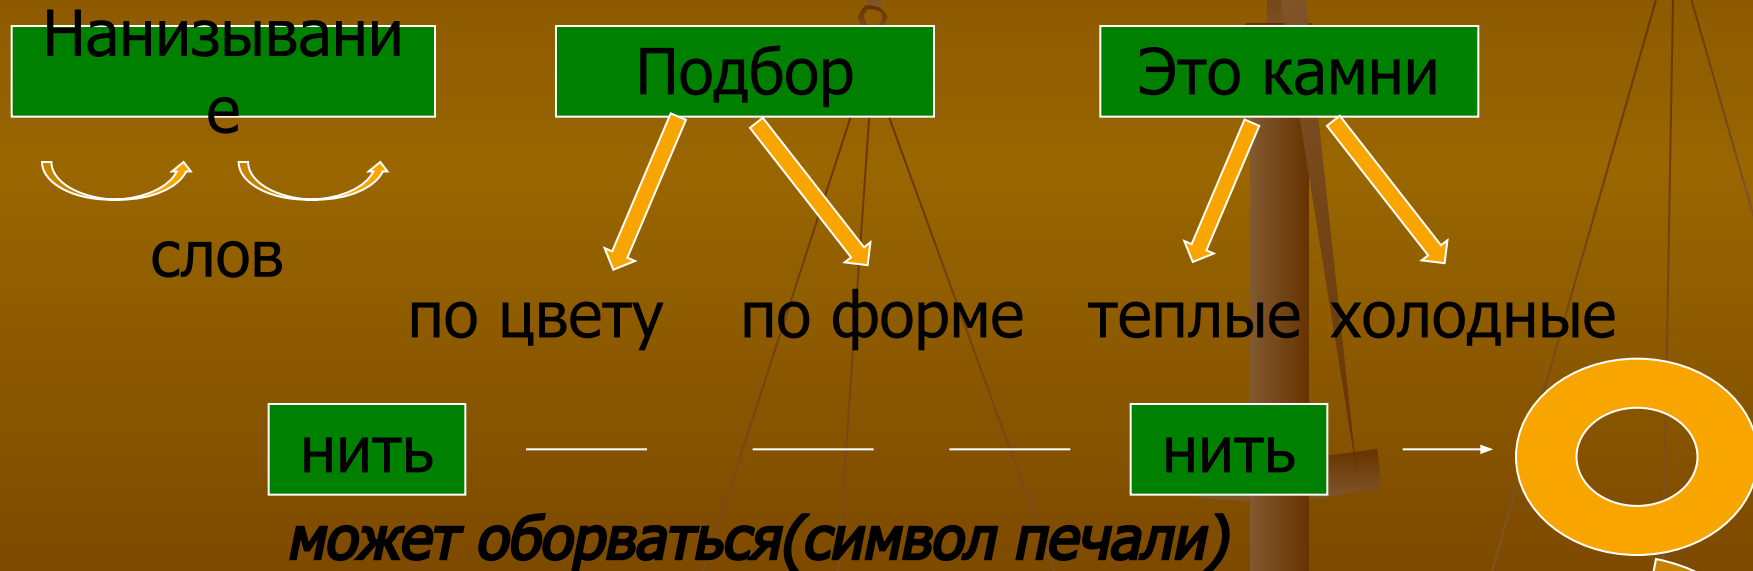 Нанизывани
е
Подбор
Это камни
слов
по цвету
по форме
теплые
холодные
нить
нить
может оборваться(символ печали)